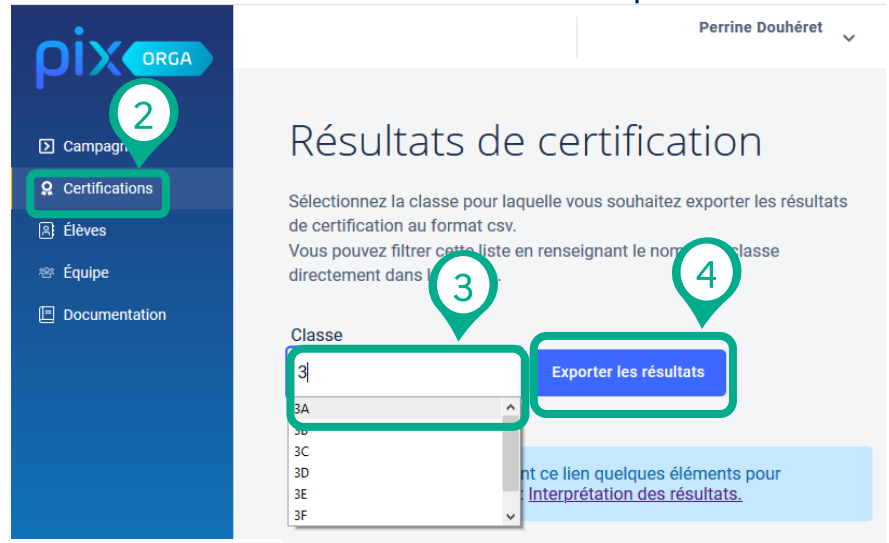 Perrine Douhéret
pix ORGA
2
Certifications
Élèves
Équipe
Documentation
Résultats de certification
Sélectionnez la classe pour laquelle vous souhaitez exporter les résultats
de certification au format csv.
Vous pouvez filtrer cette liste en renseignant le classe
directement dans
3
4
Classe
3
Exporter les résultats
3A
3B
3C
3D
3E
3F
ce lien quelques éléments pour
Interprétation des résultats.